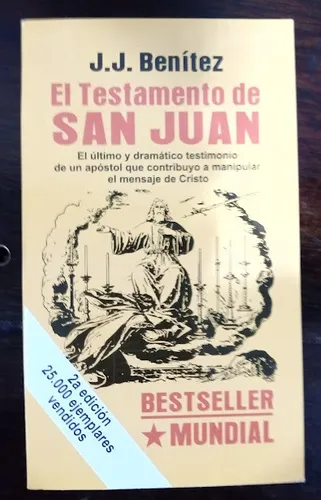 J.J. Benítez
El Testamento de
SAN JUAN
El último y dramático testimonio
de un apóstol que contribuyo a manipular
el mensaje de Cristo
2a edición
25.000 ejemplares
vendidos
BESTSELLER
★ MUNDIAL